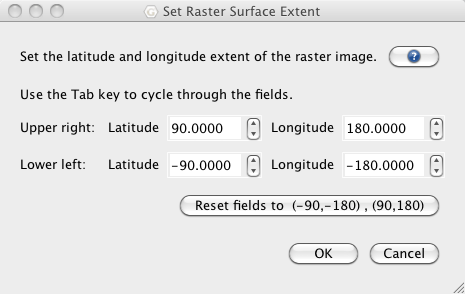 Set Raster Surface Extent
Set the latitude and longitude extent of the raster image.
?
Use the Tab key to cycle through the fields.
Upper right: Latitude 90.0000 Longitude 180.0000
Lower left: Latitude -90.0000 Longitude -180.0000
Reset fields to (-90,-180) , (90,180)
OK Cancel